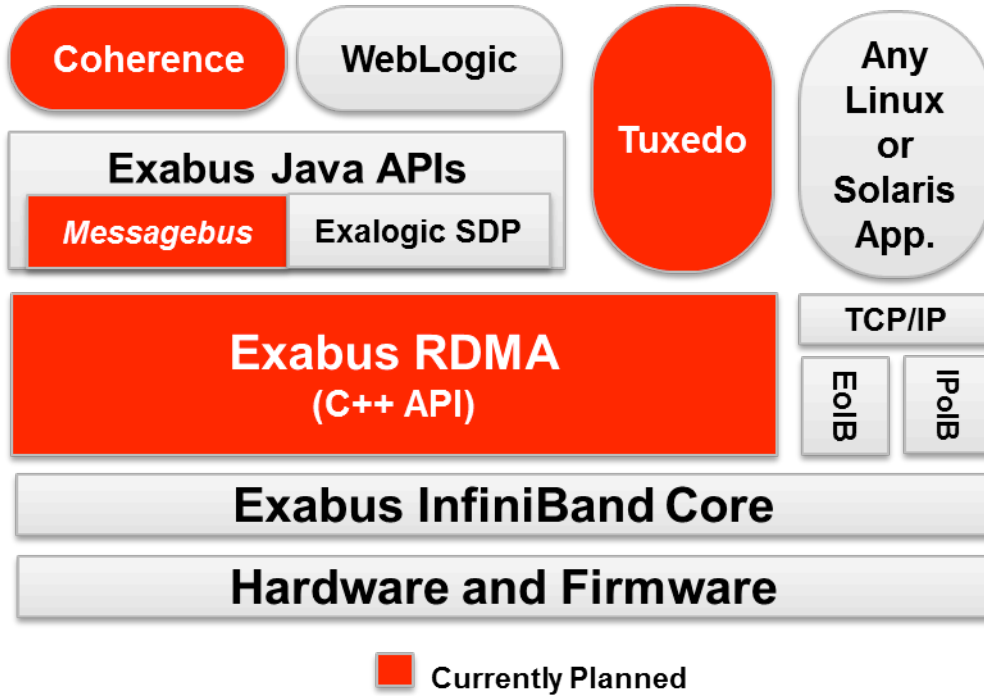 Coherence
WebLogic
Tuxedo
Any
Linux
or
Solaris
App.
Exabus Java APIs
Messagebus
Exalogic SDP
Exabus RDMA
(C++ API)
TCP/IP
EoIB
IPoIB
Exabus InfiniBand Core
Hardware and Firmware
Currently Planned